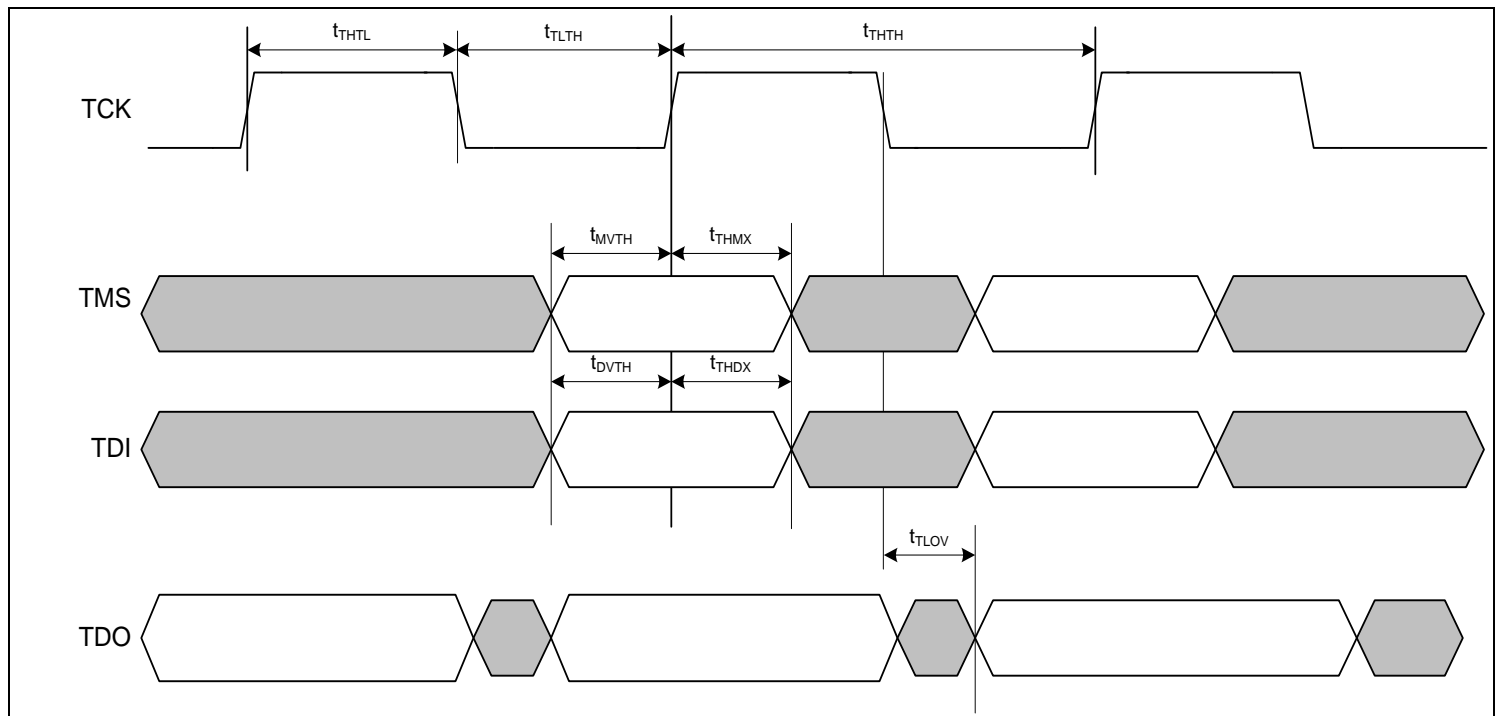 tTHTL tTLTH tTHTH
TCK
tMVTH tTHMX
TMS
tDVTH tTHDX
TDI
tTLOV
TDO